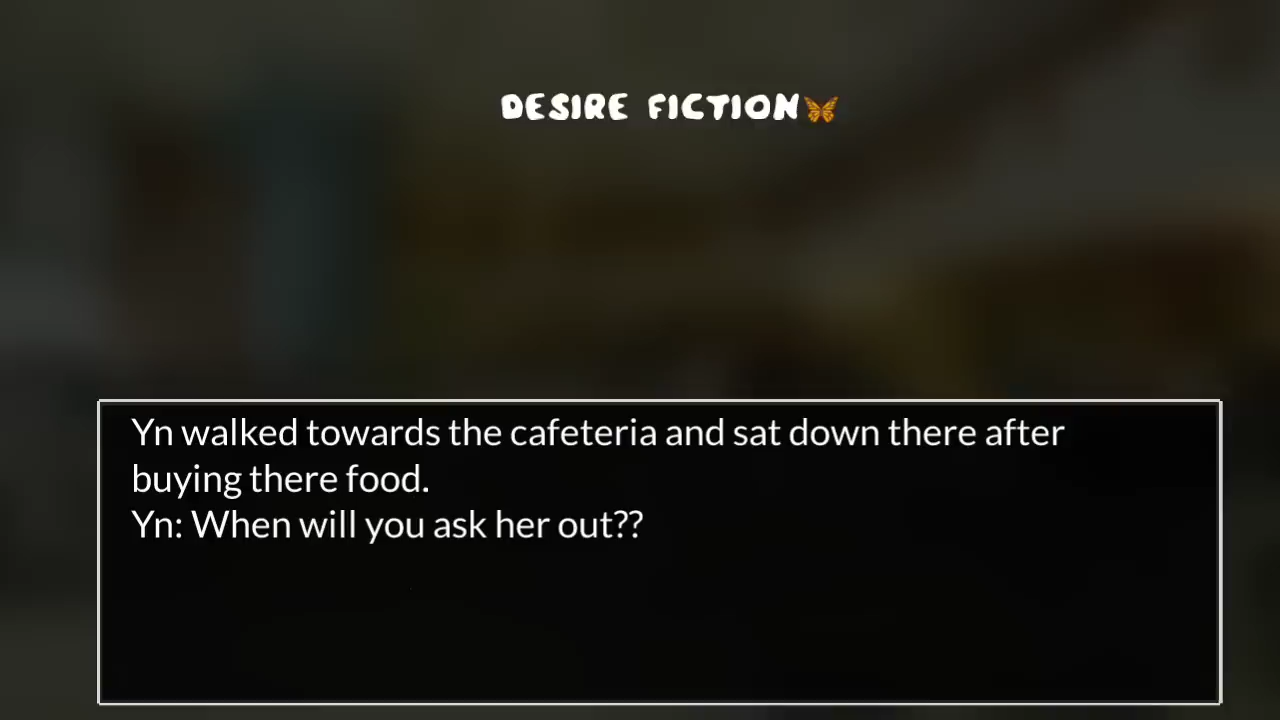 DESIRE FICTION🦋
Yn walked towards the cafeteria and sat down there after
buying there food.
Yn: When will you ask her out??